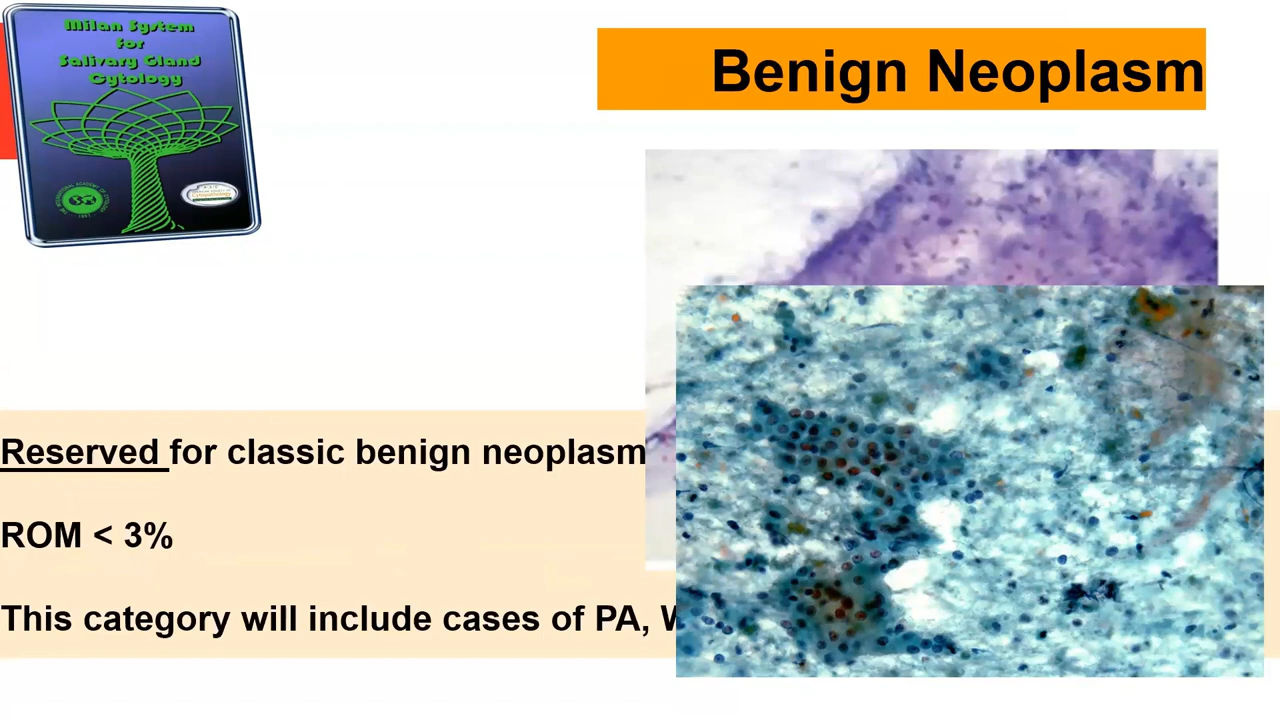 Milan System
for
Salivary Gland
Cytology
Benign Neoplasm
Reserved for classic benign neoplasm
ROM < 3%
This category will include cases of PA, W